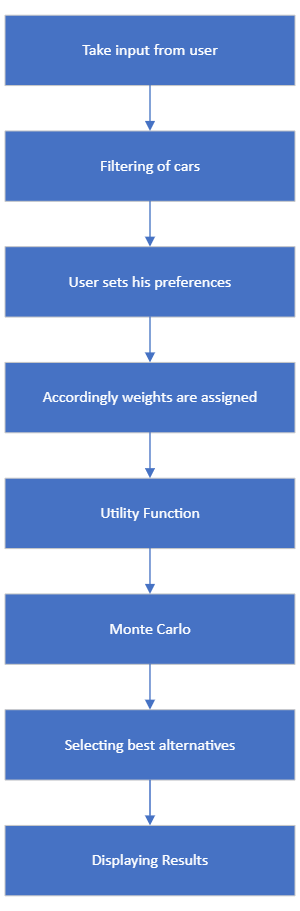 Take input from user
Filtering of cars
User sets his preferences
Accordingly weights are assigned
Utility Function
Monte Carlo
Selecting best alternatives
Displaying Results